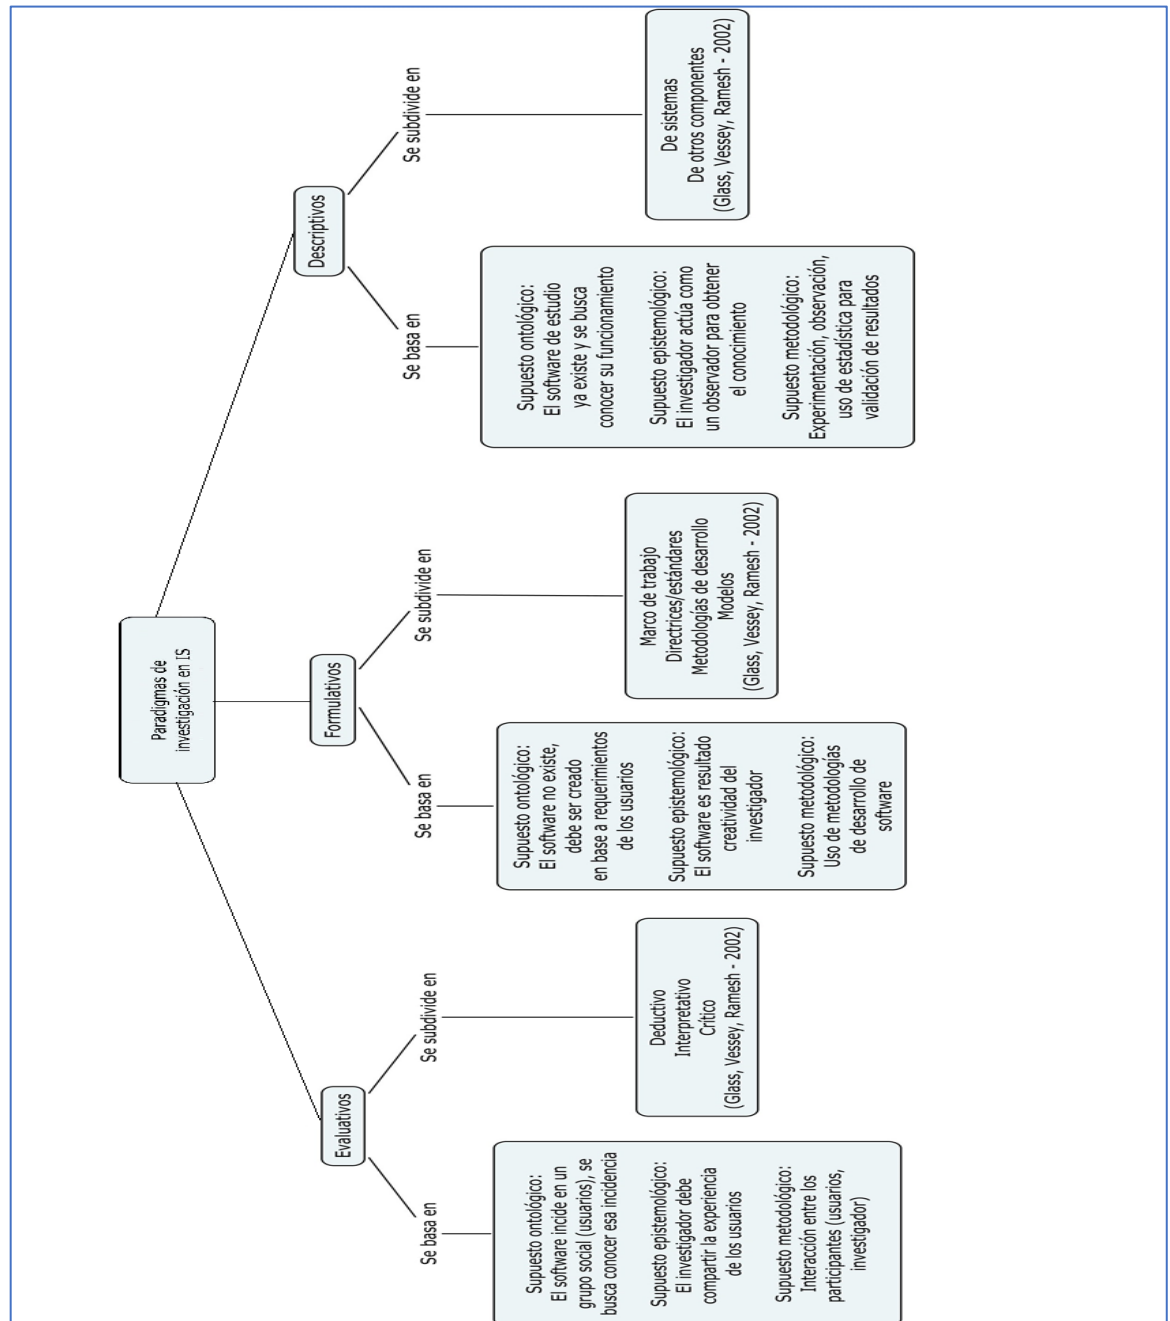 Paradigmas de
investigación en IS
Evaluativos
Se basa en
Supuesto ontológico:
El software incide en un
grupo social (usuarios), se
busca conocer esa incidencia
Supuesto epistemológico:
El investigador debe
compartir la experiencia
de los usuarios
Supuesto metodológico:
Interacción entre los
participantes (usuarios,
investigador)
Se subdivide en
Deductivo
Interpretativo
Crítico
(Glass, Vessey, Ramesh - 2002)
Formulativos
Se basa en
Supuesto ontológico:
El software no existe,
debe ser creado
en base a requerimientos
de los usuarios
Supuesto epistemológico:
El software es resultado
creatividad del
investigador
Supuesto metodológico:
Uso de metodologías
de desarrollo de
software
Se subdivide en
Marco de trabajo
Directrices/estándares
Metodologías de desarrollo
Modelos
(Glass, Vessey, Ramesh - 2002)
Descriptivos
Se basa en
Supuesto ontológico:
El software de estudio
ya existe y se busca
conocer su funcionamiento
Supuesto epistemológico:
El investigador actúa como
un observador para obtener
el conocimiento
Supuesto metodológico:
Experimentación, observación,
uso de estadística para
validación de resultados
Se subdivide en
De sistemas
De otros componentes
(Glass, Vessey, Ramesh - 2002)